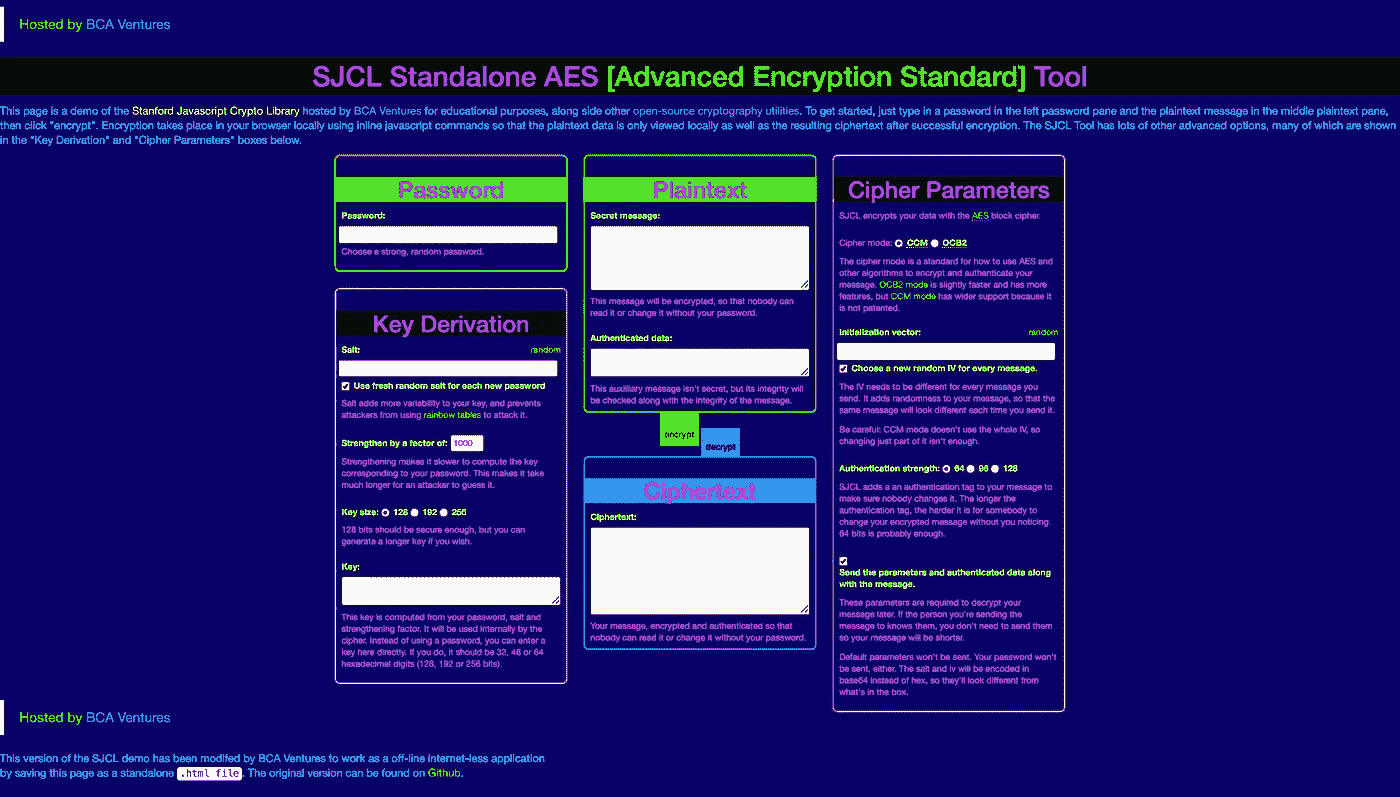 Hosted by BCA Ventures
SJCL Standalone AES [Advanced Encryption Standard] Tool
This page is a demo of the Stanford Javascript Crypto Library hosted by BCA Ventures for educational purposes, along side other open-source cryptography utilities. To get started, just type in a password in the left password pane and the plaintext message in the middle plaintext pane,
then click "encrypt". Encryption takes place in your browser locally using inline javascript commands so that the plaintext data is only viewed locally as well as the resulting ciphertext after successful encryption. The SJCL Tool has lots of other advanced options, many of which are shown
in the "Key Derivation" and "Cipher Parameters" boxes below.
Password
Password:
Choose a strong, random password.
Key Derivation
Salt: random
Use fresh random salt for each new password
Salt adds more variability to your key, and prevents
attackers from using rainbow tables to attack it.
Strengthen by a factor of: 1000
Strengthening makes it slower to compute the key
corresponding to your password. This makes it take
much longer for an attacker to guess it.
Key size: 128 192 256
128 bits should be secure enough, but you can
generate a longer key if you wish.
Key:
This key is computed from your password, salt and
strengthening factor. It will be used internally by the
cipher. Instead of using a password, you can enter a
key here directly. If you do, it should be 32, 48 or 64
hexadecimal digits (128, 192 or 256 bits).
Plaintext
Secret message:
This message will be encrypted, so that nobody can
read it or change it without your password.
Authenticated data:
This auxilliary message isn't secret, but its integrity will
be checked along with the integrity of the message.
encrypt
decrypt
Ciphertext
Ciphertext:
Your message, encrypted and authenticated so that
nobody can read it or change it without your password.
Cipher Parameters
SJCL encrypts your data with the AES block cipher.
Cipher mode: CCM OCB2
The cipher mode is a standard for how to use AES and
other algorithms to encrypt and authenticate your
message. OCB2 mode is slightly faster and has more
features, but CCM mode has wider support because it
is not patented.
Initialization vector: random
Choose a new random IV for every message.
The IV needs to be different for every message you
send. It adds randomness to your message, so that the
same message will look different each time you send it.
Be careful: CCM mode doesn't use the whole IV, so
changing just part of it isn't enough.
Authentication strength: 64 96 128
SJCL adds a an authentication tag to your message to
make sure nobody changes it. The longer the
authentication tag, the harder it is for somebody to
change your encrypted message without you noticing.
64 bits is probably enough.
Send the parameters and authenticated data along
with the message.
These parameters are required to decrypt your
message later. If the person you're sending the
message to knows them, you don't need to send them
so your message will be shorter.
Default parameters won't be sent. Your password won't
be sent, either. The salt and iv will be encoded in
base64 instead of hex, so they'll look different from
what's in the box.
Hosted by BCA Ventures
This version of the SJCL demo has been modifed by BCA Ventures to work as a off-line internet-less application
by saving this page as a standalone .html file. The original version can be found on Github.